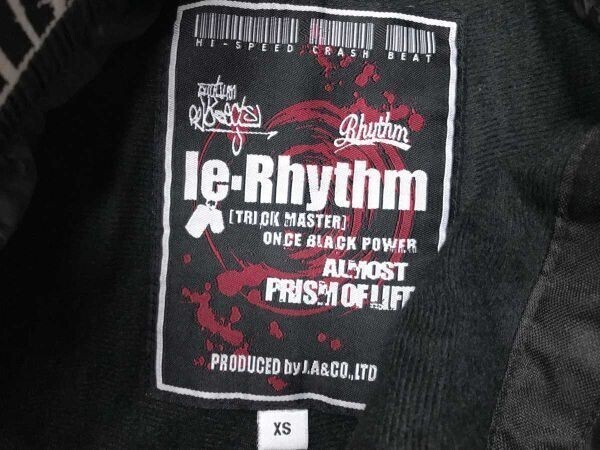 HI-SPEED CRASH BEAT
Rhythm
le·Rhythm
[TRICK MASTER]
ONCE BLACK POWER
ALMOST
PRISM OF LIFE
PRODUCED by J.A&CO.,LTD
XS